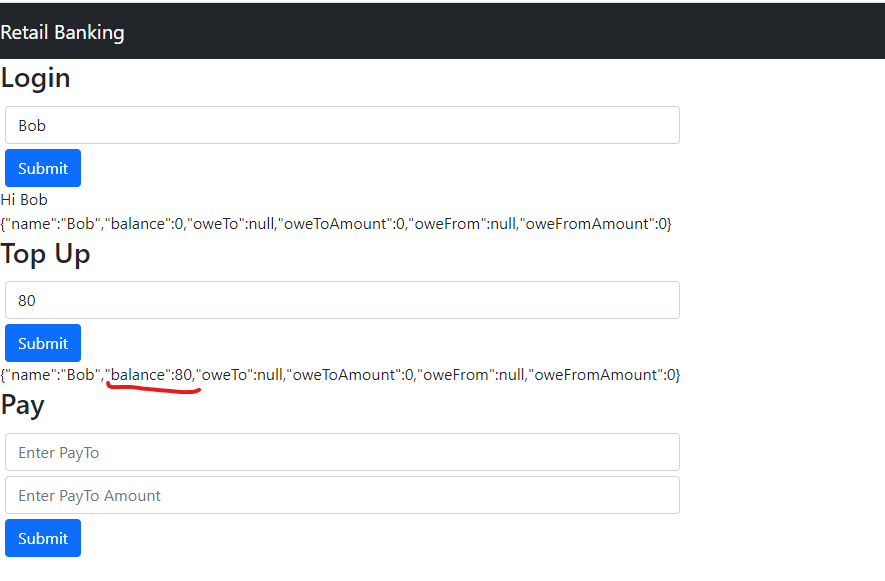 Retail Banking
Login
Bob
Submit
Hi Bob
{"name":"Bob","balance":0,"oweTo":null,"oweToAmount":0,"oweFrom":null,"oweFromAmount":0}
Top Up
80
Submit
{"name":"Bob","balance":80,"oweTo":null,"oweToAmount":0,"oweFrom":null,"oweFromAmount":0}
Pay
Enter PayTo
Enter PayTo Amount
Submit